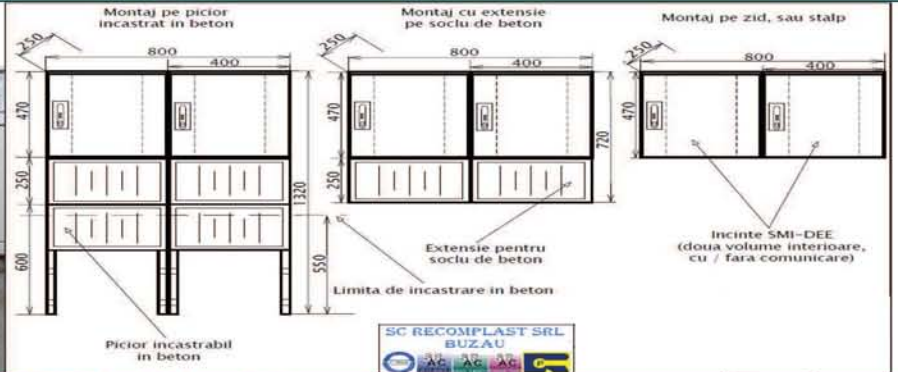 Montaj pe picior
incastrat in beton
250
800
400
470
250
600
1320
550
Picior incastrabil
in beton
Limita de incastrare in beton
Montaj cu extensie
pe soclu de beton
250
800
400
470
250
720
Extensie pentru
soclu de beton
Montaj pe zid, sau stalp
250
800
400
470
Incinte SMI-DEE
(doua volume interioare,
cu / fara comunicare)
SC RECOMPLAST SRL
BUZAU
AC AC AC